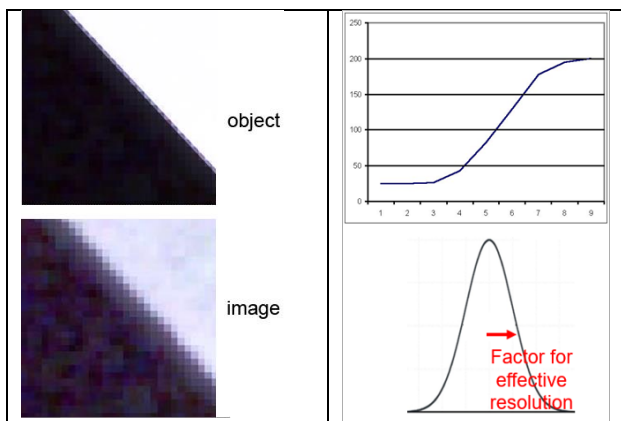 object
image
250
200
150
100
50
0
1 2 3 4 5 6 7 8 9
Factor for
effective
resolution